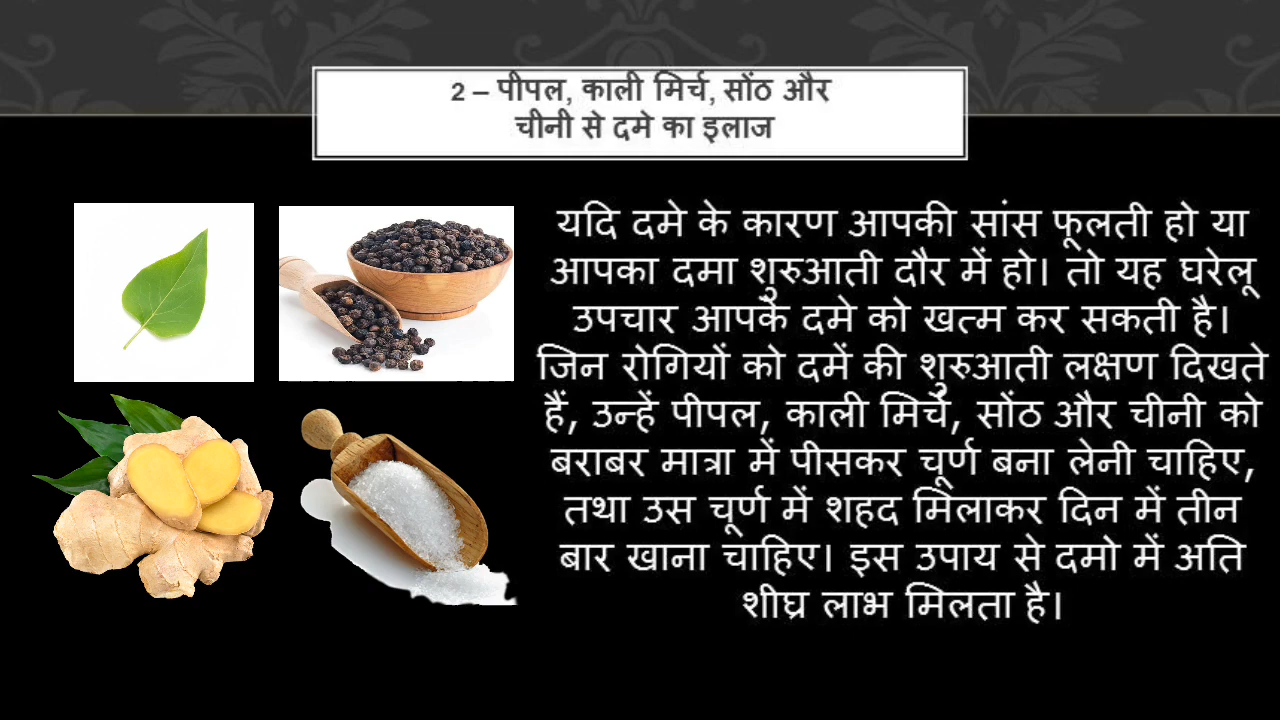 2 – पीपल, काली मिर्च, सोंठ और
चीनी से दमे का इलाज
यदि दमे के कारण आपकी सांस फूलती हो या
आपका दमा शुरुआती दौर में हो। तो यह घरेलू
उपचार आपके दमे को खत्म कर सकती है।
जिन रोगियों को दमें की शुरुआती लक्षण दिखते
हैं, उन्हें पीपल, काली मिर्च, सोंठ और चीनी को
बराबर मात्रा में पीसकर चूर्ण बना लेनी चाहिए,
तथा उस चूर्ण में शहद मिलाकर दिन में तीन
बार खाना चाहिए। इस उपाय से दमो में अति
शीघ्र लाभ मिलता है।